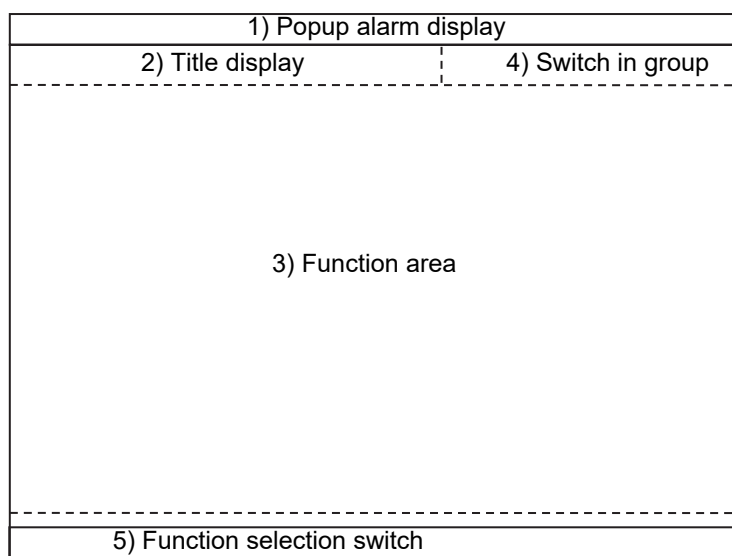 1) Popup alarm display
2) Title display
4) Switch in group
3) Function area
5) Function selection switch